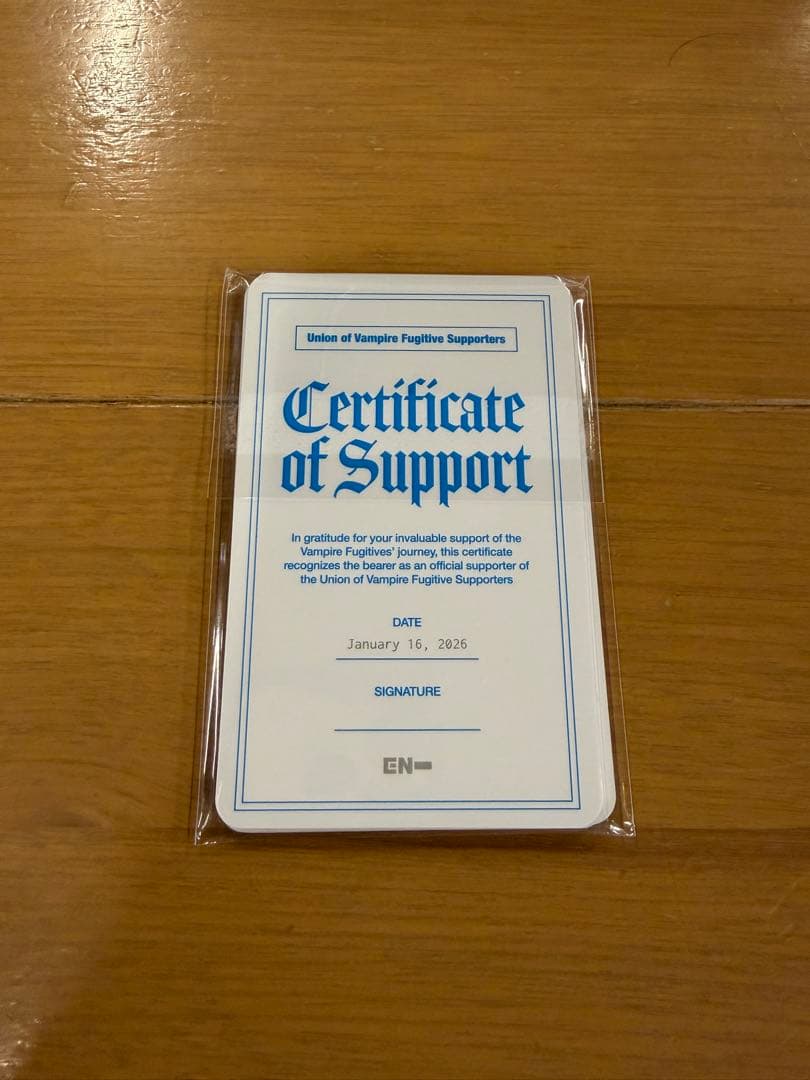 Union of Vampire Fugitive Supporters
Certificate
of Support
In gratitude for your invaluable support of the
Vampire Fugitives' journey, this certificate
recognizes the bearer as an official supporter of
the Union of Vampire Fugitive Supporters
DATE
January 16, 2026
SIGNATURE
EN-